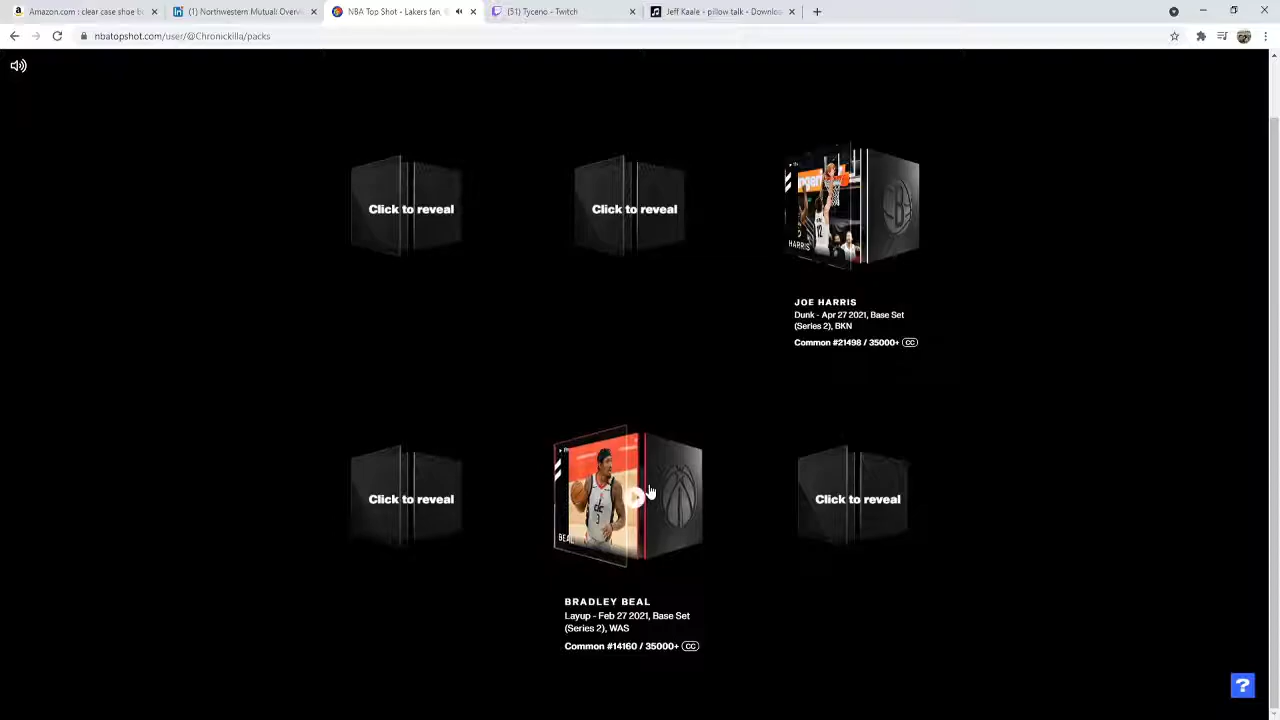 Amazon.com : clear case shoe b
(1) Northwestern Mutual: Overvi
NBA Top Shot - Lakers fan,
(51) Tyceno - Twitch
Jeff Kaale - pillow talk - Downlo
nbatopshot.com/user/@Chronickilla/packs
Click to reveal
Click to reveal
HARRIS
JOE HARRIS
Dunk - Apr 27 2021, Base Set
(Series 2), BKN
Common #21498 / 35000+ CC
Click to reveal
BEAL
Click to reveal
BRADLEY BEAL
Layup - Feb 27 2021, Base Set
(Series 2), WAS
Common #14160 / 35000+ CC
?